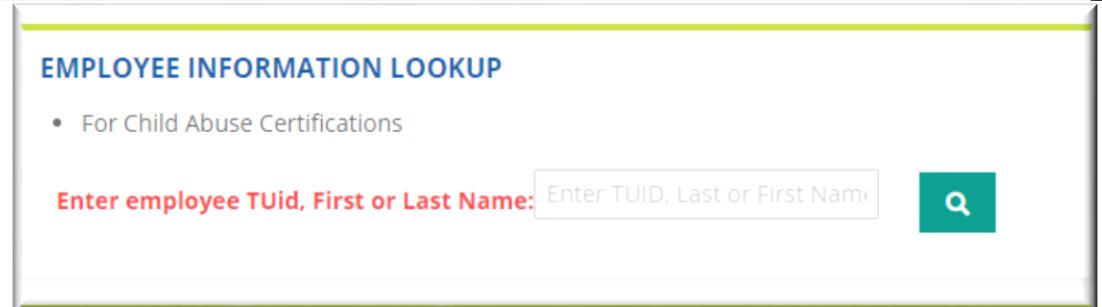 EMPLOYEE INFORMATION LOOKUP
• For Child Abuse Certifications
Enter employee TUid, First or Last Name: Enter TUID, Last or First Nam